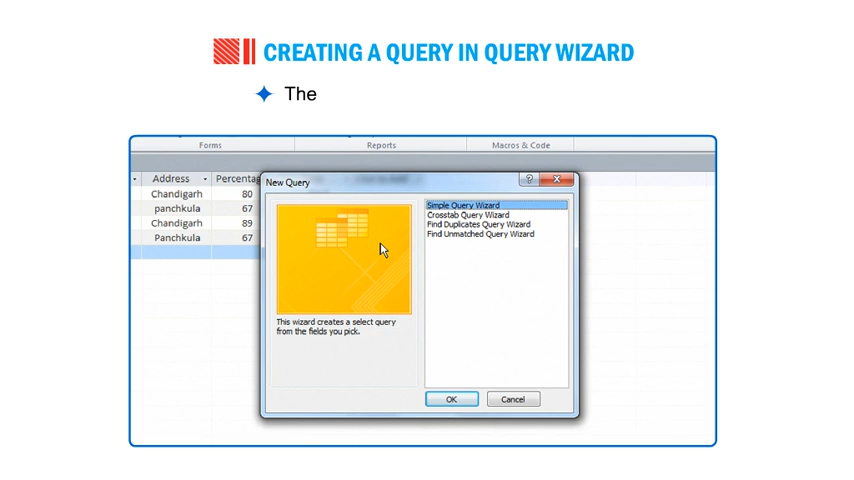 CREATING A QUERY IN QUERY WIZARD
The
Forms Reports Macros & Code
Address Percentag
Chandigarh 80
panchkula 67
Chandigarh 89
Panchkula 67
New Query
Simple Query Wizard
Crosstab Query Wizard
Find Duplicates Query Wizard
Find Unmatched Query Wizard
This wizard creates a select query
from the fields you pick.
OK Cancel